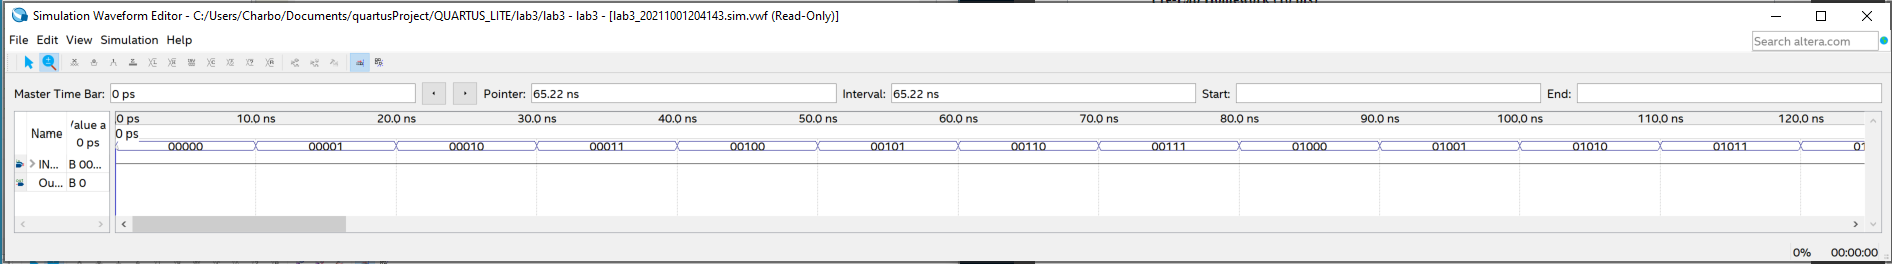 Simulation Waveform Editor - C:/Users/Charbo/Documents/quartusProject/QUARTUS_LITE/lab3/lab3 - lab3 - [lab3_20211001204143.sim.vwf (Read-Only)]
File Edit View Simulation Help
Search altera.com
Master Time Bar: 0 ps Pointer: 65.22 ns Interval: 65.22 ns Start: End:
Name /alue a 0 ps
0 ps 10.0 ns 20.0 ns 30.0 ns 40.0 ns 50.0 ns 60.0 ns 70.0 ns 80.0 ns 90.0 ns 100.0 ns 110.0 ns 120.0 ns
0 ps
IN... B 00... 00000 00001 00010 00011 00100 00101 00110 00111 01000 01001 01010 01011 01
Ou... B 0
0% 00:00:00